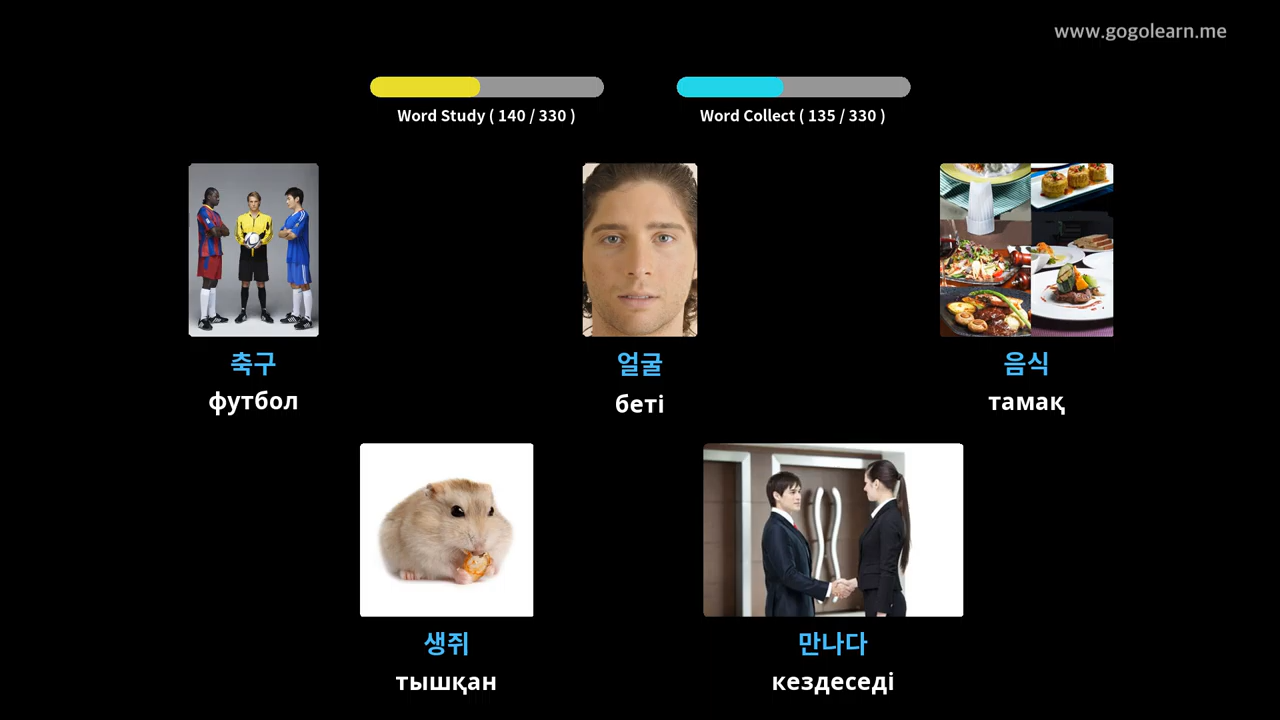 www.gogolearn.me
Word Study ( 140 / 330 )
Word Collect ( 135 / 330 )
축구
얼굴
음식
футбол
беті
тамақ
생쥐
만나다
тышқан
кездеседі